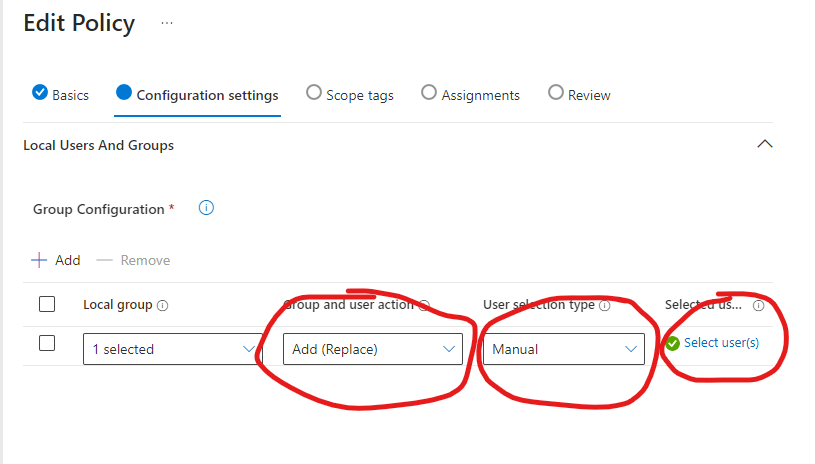 Edit Policy ...
Basics Configuration settings Scope tags Assignments Review
Local Users And Groups
Group Configuration *
Add Remove
Local group Group and user action User selection type Selected us...
1 selected Add (Replace) Manual Select user(s)